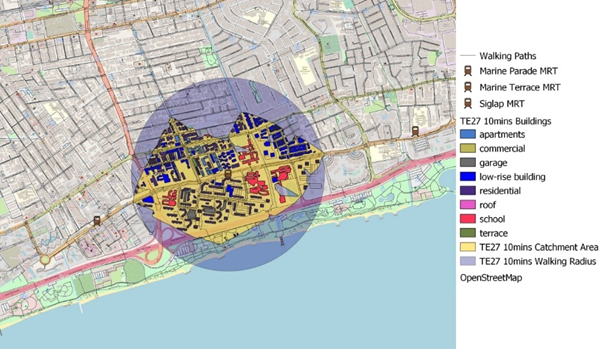 Walking Paths
Marine Parade MRT
Marine Terrace MRT
Siglap MRT
TE27 10mins Buildings
apartments
commercial
garage
low-rise building
residential
roof
school
terrace
TE27 10mins Catchment Area
TE27 10mins Walking Radius
OpenStreetMap